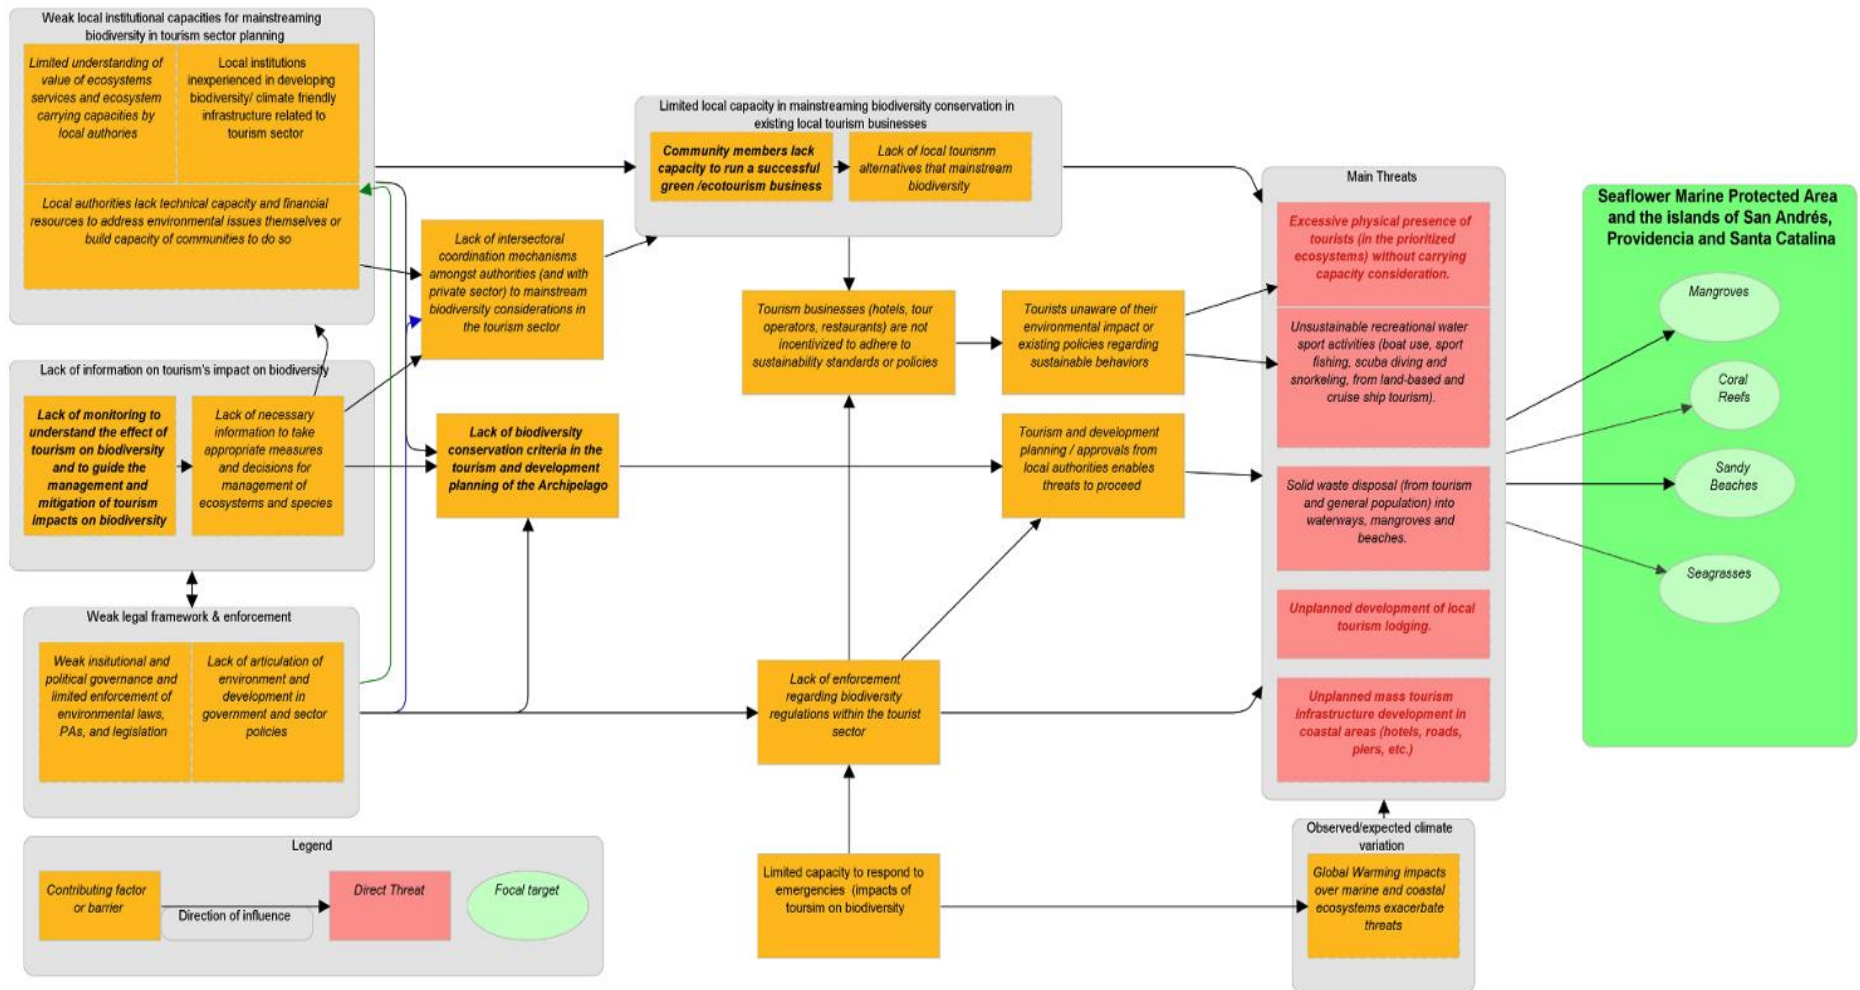 Weak local institutional capacities for mainstreaming
biodiversity in tourism sector planning
Limited understanding of
value of ecosystems
services and ecosystem
carrying capacities by
local authories
Local institutions
inexperienced in developing
biodiversity/ climate friendly
infrastructure related to
tourism sector
Local authorities lack technical capacity and financial
resources to address environmental issues themselves or
build capacity of communities to do so
Lack of information on tourism's impact on biodiversity
Lack of monitoring to
understand the effect of
tourism on biodiversity
and to guide the
management and
mitigation of tourism
impacts on biodiversity
Lack of necessary
information to take
appropriate measures
and decisions for
management of
ecosystems and species
Weak legal framework & enforcement
Weak insitutional and
political governance and
limited enforcement of
environmental laws,
PAs, and legislation
Lack of articulation of
environment and
development in
government and sector
policies
Lack of intersectoral
coordination mechanisms
amongst authorities (and with
private sector) to mainstream
biodiversity considerations in
the tourism sector
Lack of biodiversity
conservation criteria in the
tourism and development
planning of the Archipelago
Limited local capacity in mainstreaming biodiversity conservation in
existing local tourism businesses
Community members lack
capacity to run a successful
green /ecotourism business
Lack of local tourisnm
alternatives that mainstream
biodiversity
Tourism businesses (hotels, tour
operators, restaurants) are not
incentivized to adhere to
sustainability standards or policies
Tourists unaware of their
environmental impact or
existing policies regarding
sustainable behaviors
Tourism and development
planning / approvals from
local authorities enables
threats to proceed
Lack of enforcement
regarding biodiversity
regulations within the tourist
sector
Limited capacity to respond to
emergencies (impacts of
toursim on biodiversity
Main Threats
Excessive physical presence of
tourists (in the prioritized
ecosystems) without carrying
capacity consideration.
Unsustainable recreational water
sport activities (boat use, sport
fishing, scuba diving and
snorkeling, from land-based and
cruise ship tourism).
Solid waste disposal (from tourism
and general population) into
waterways, mangroves and
beaches.
Unplanned development of local
tourism lodging.
Unplanned mass tourism
infrastructure development in
coastal areas (hotels, roads,
piers, etc.)
Observed/expected climate
variation
Global Warming impacts
over marine and coastal
ecosystems exacerbate
threats
Seaflower Marine Protected Area
and the islands of San Andrés,
Providencia and Santa Catalina
Mangroves
Coral
Reefs
Sandy
Beaches
Seagrasses
Legend
Contributing factor
or barrier
Direction of influence
Direct Threat
Focal target